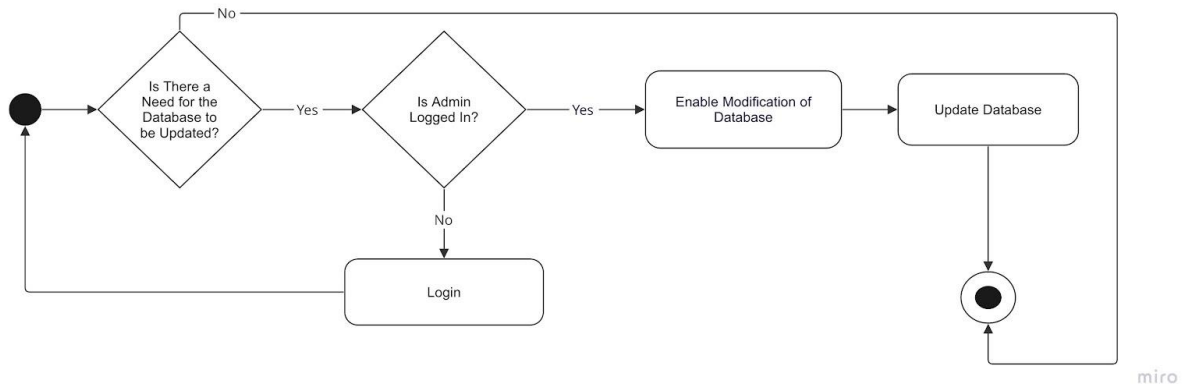 No
Is There a
Need for the
Database to
be Updated?
Yes
Is Admin
Logged In?
Yes
Enable Modification of
Database
Update Database
No
Login
miro